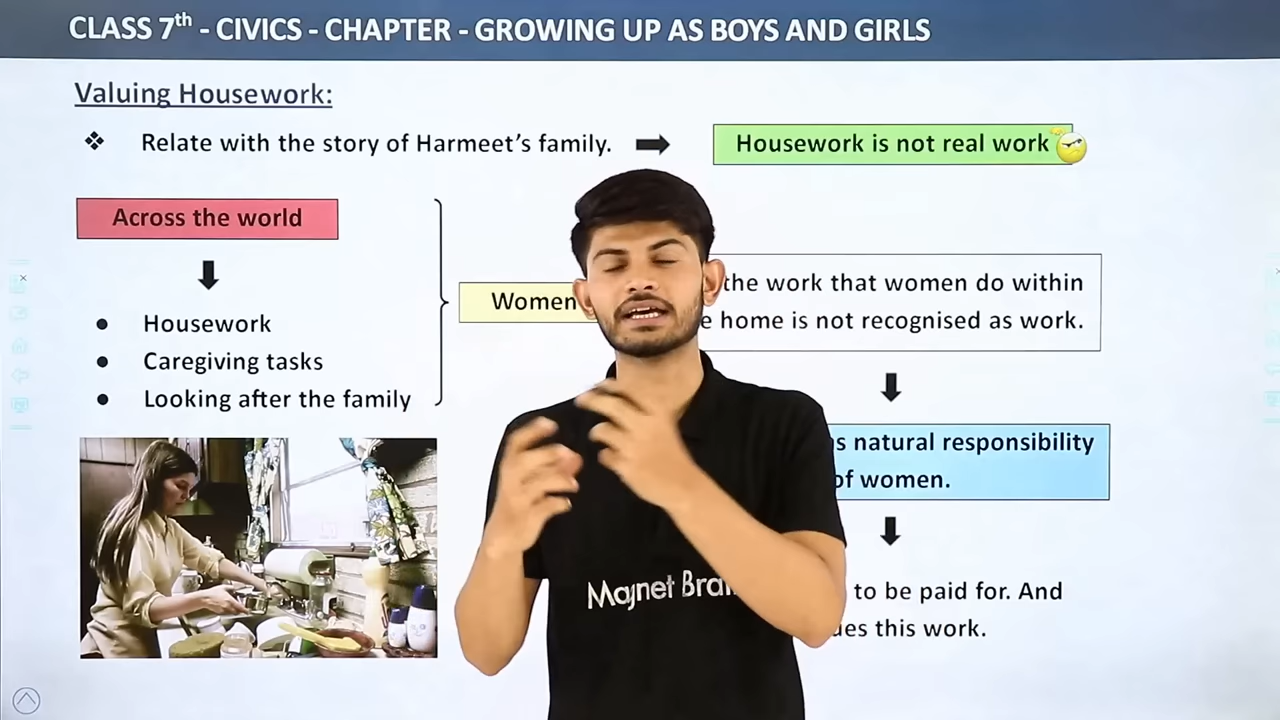 CLASS 7th - CIVICS - CHAPTER - GROWING UP AS BOYS AND GIRLS
Valuing Housework:
❖ Relate with the story of Harmeet's family. ➡ Housework is not real work
Across the world
● Housework
● Caregiving tasks
● Looking after the family
Women
the work that women do within
home is not recognised as work.
natural responsibility
of women.
to be paid for. And
this work.
Magnet